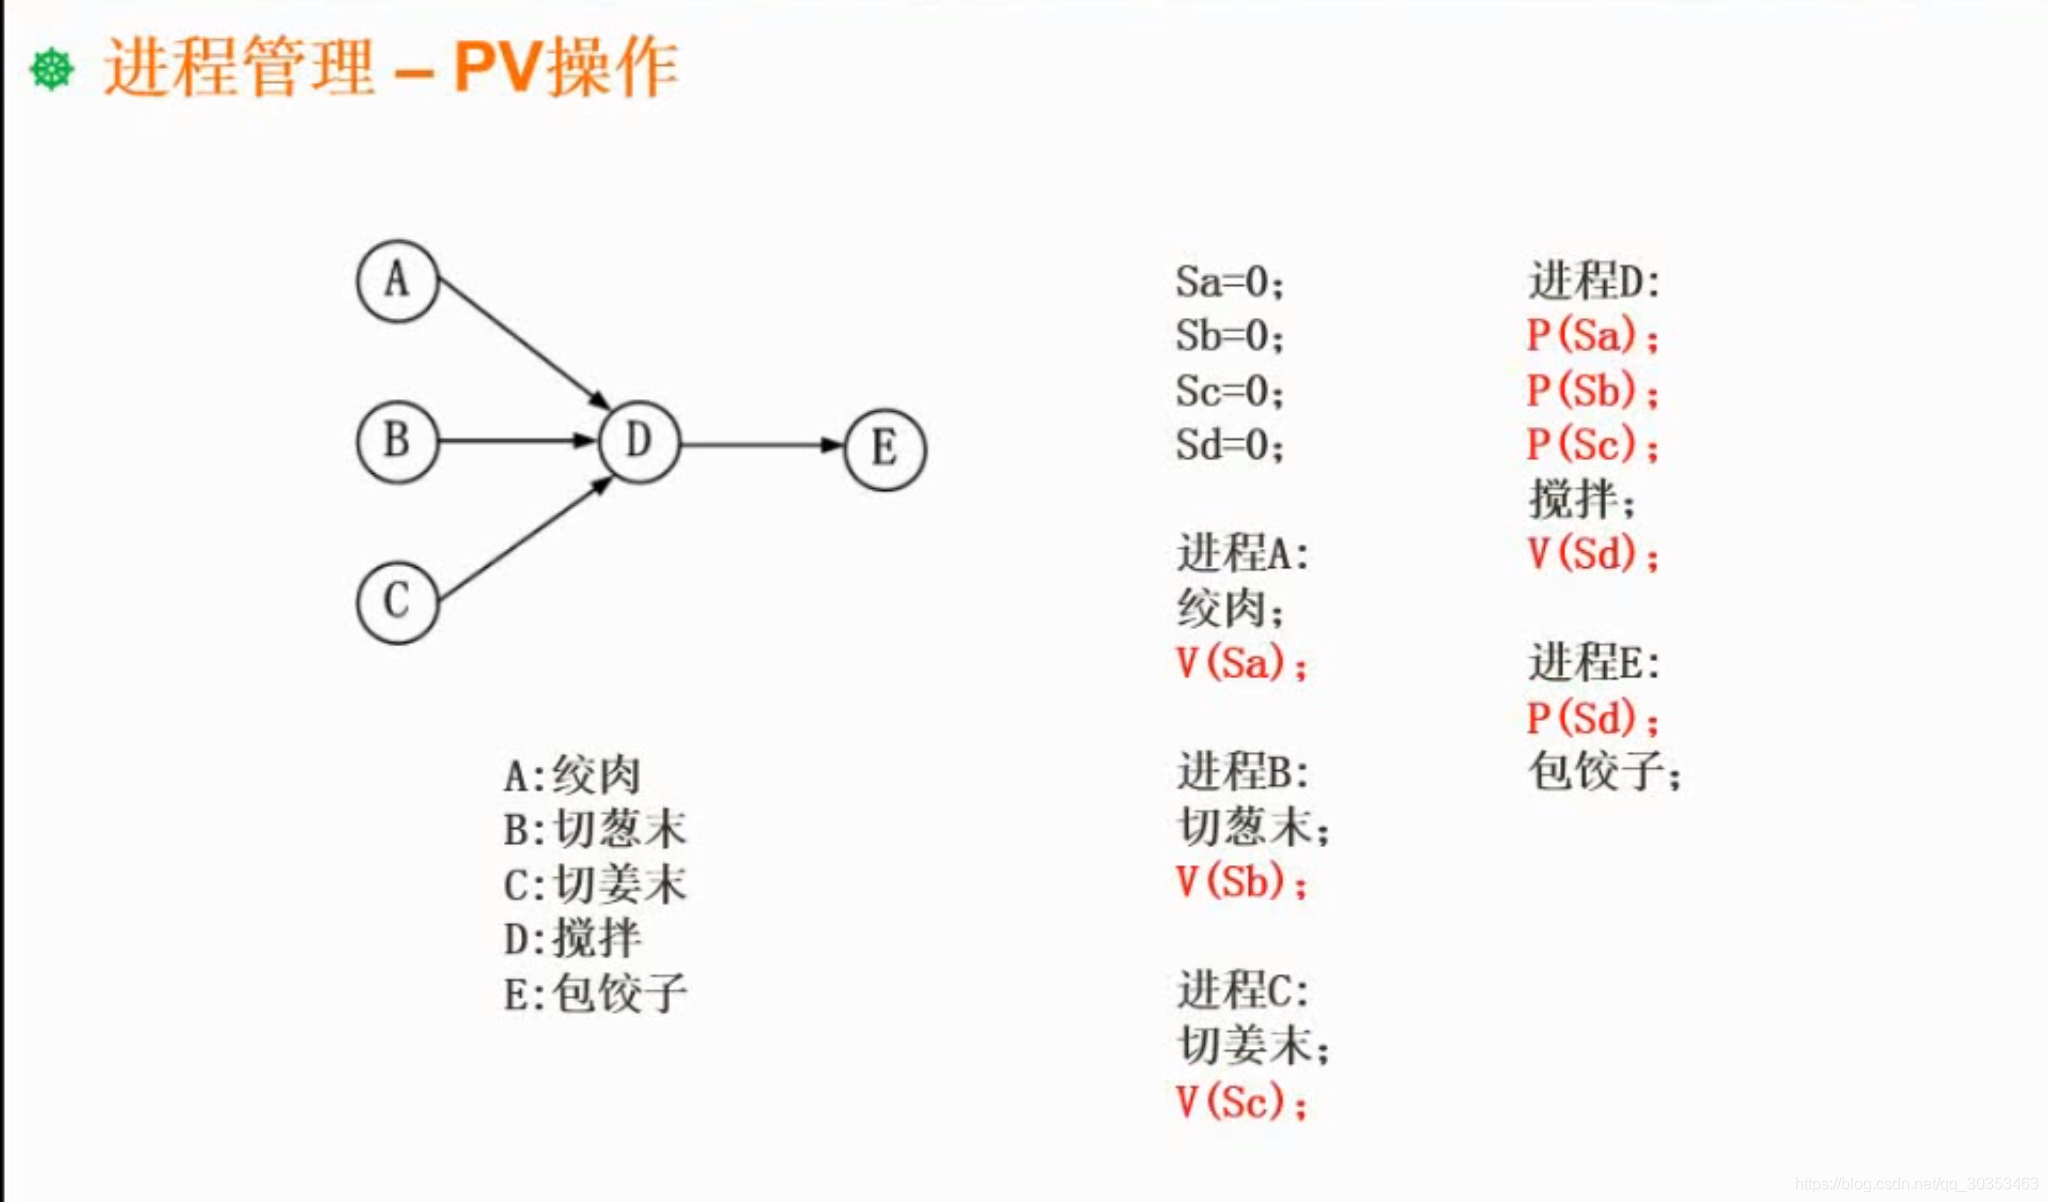 进程管理 – PV操作
A
B
C
D
E
A:绞肉
B:切葱末
C:切姜末
D:搅拌
E:包饺子
Sa=0;
Sb=0;
Sc=0;
Sd=0;
进程A:
绞肉;
V(Sa);
进程B:
切葱末;
V(Sb);
进程C:
切姜末;
V(Sc);
进程D:
P(Sa);
P(Sb);
P(Sc);
搅拌;
V(Sd);
进程E:
P(Sd);
包饺子;
https://blog.csdn.net/qq_30353463